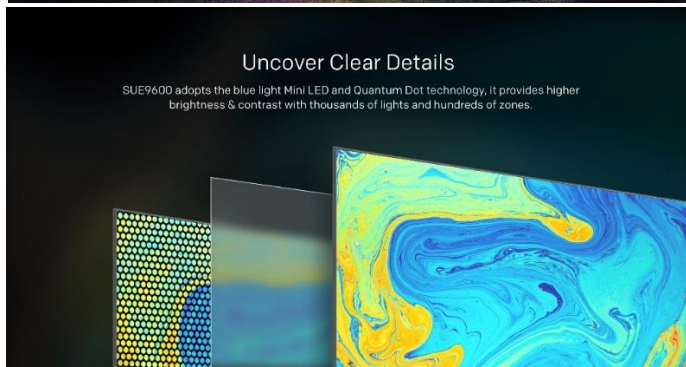 Uncover Clear Details
SUE9600 adopts the blue light Mini LED and Quantum Dot technology, it provides higher
brightness & contrast with thousands of lights and hundreds of zones.